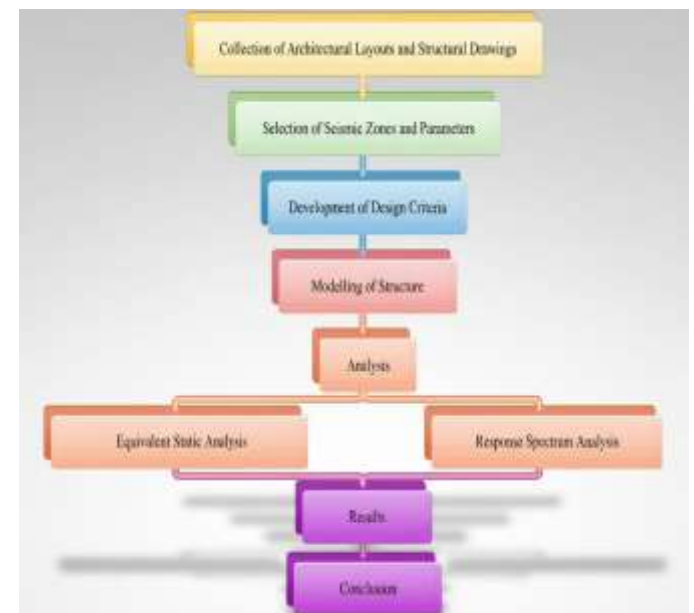 Collection of Architectural Layouts and Structural Drawings
Selection of Seismic Zones and Parameters
Development of Design Criteria
Modelling of Structure
Analysis
Equivalent Static Analysis
Response Spectrum Analysis
Results
Conclusion